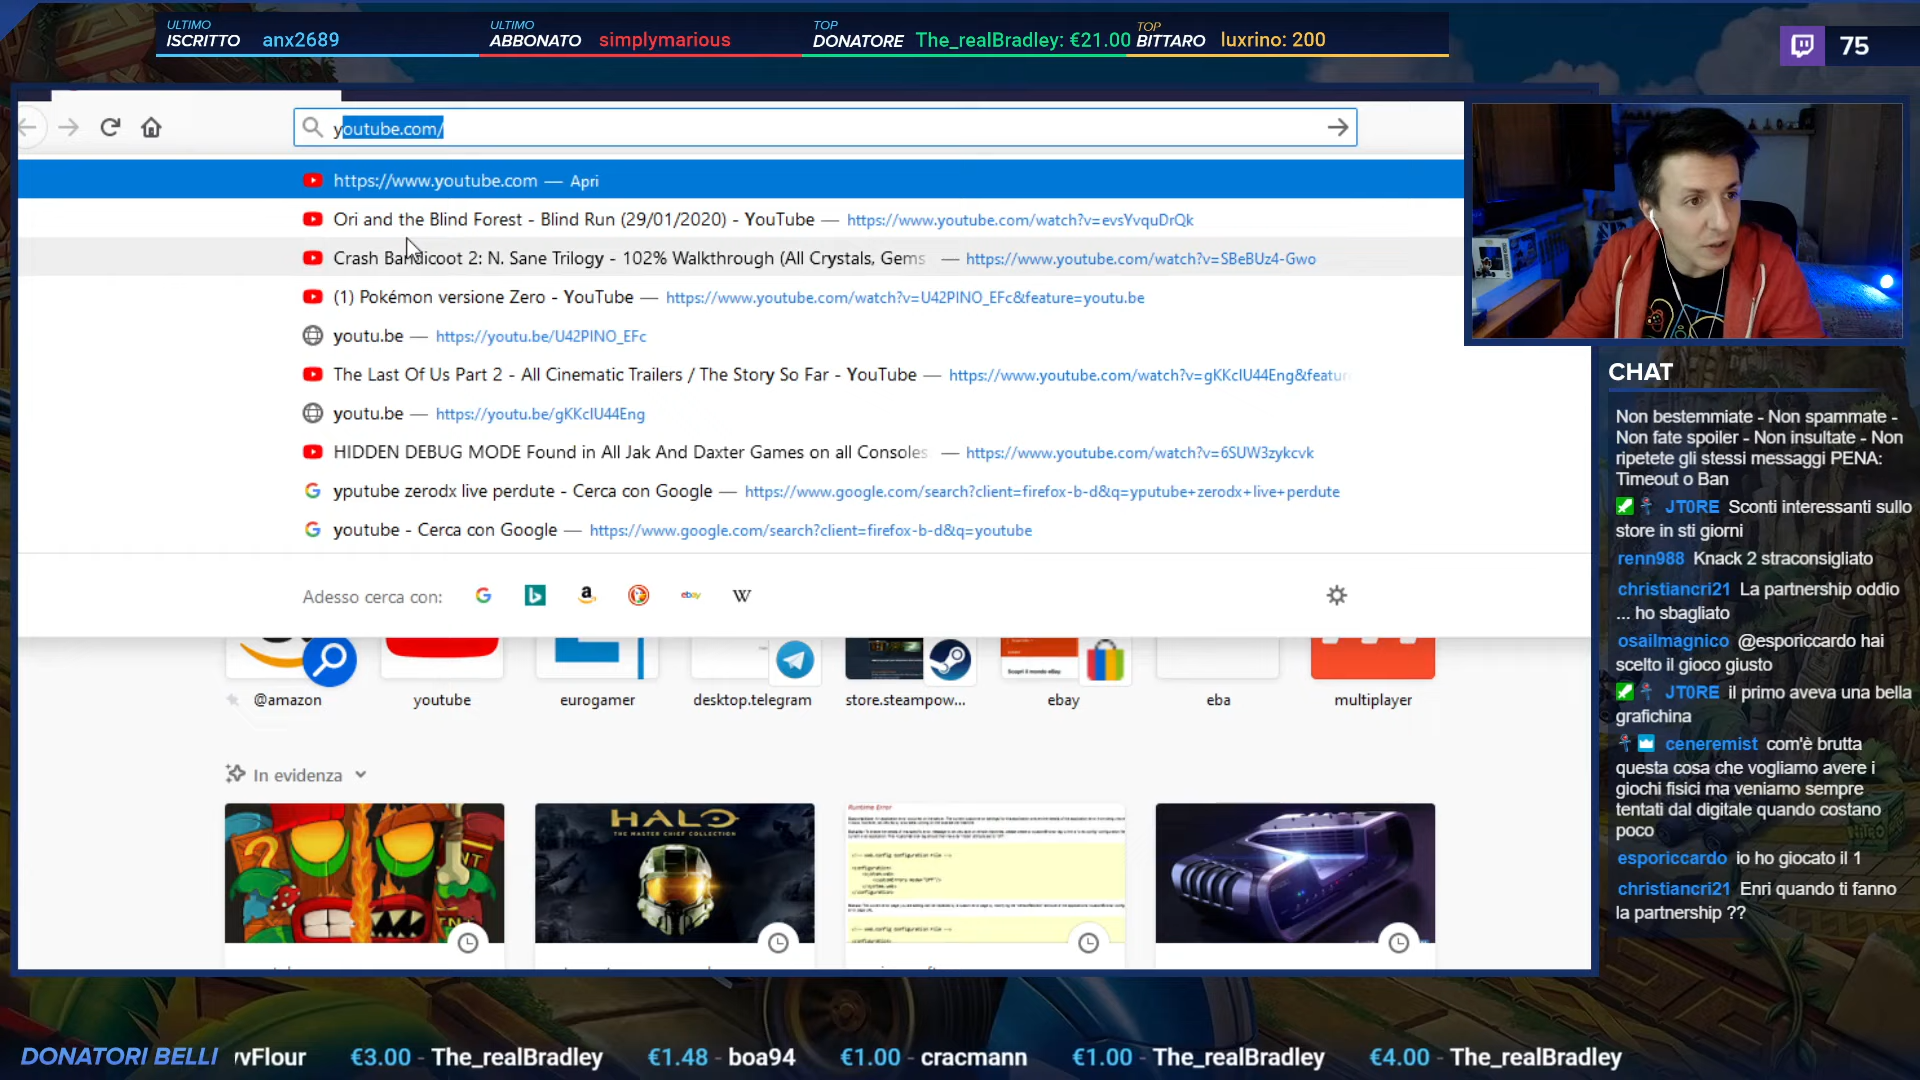 ULTIMO
ISCRITTO anx2689
ULTIMO
ABBONATO simplymarious
TOP
DONATORE The_realBradley: €21.00
TOP
BITTARO luxrino: 200
75
youtube.com/
https://www.youtube.com — Apri
Ori and the Blind Forest - Blind Run (29/01/2020) - YouTube — https://www.youtube.com/watch?v=evsYvquDrQk
Crash Bandicoot 2: N. Sane Trilogy - 102% Walkthrough (All Crystals, Gems — https://www.youtube.com/watch?v=SBeBUz4-Gwo
(1) Pokémon versione Zero - YouTube — https://www.youtube.com/watch?v=U42PINO_EFc&feature=youtu.be
youtu.be — https://youtu.be/U42PINO_EFc
The Last Of Us Part 2 - All Cinematic Trailers / The Story So Far - YouTube — https://www.youtube.com/watch?v=gKKcIU44Eng&featur
youtu.be — https://youtu.be/gKKcIU44Eng
HIDDEN DEBUG MODE Found in All Jak And Daxter Games on all Consoles — https://www.youtube.com/watch?v=6SUW3zykcvk
yputube zerodx live perdute - Cerca con Google — https://www.google.com/search?client=firefox-b-d&q=yputube+zerodx+live+perdute
youtube - Cerca con Google — https://www.google.com/search?client=firefox-b-d&q=youtube
Adesso cerca con:
ebay
@amazon
youtube
eurogamer
desktop.telegram
store.steampow...
ebay
eba
multiplayer
In evidenza
HALO
THE MASTER CHIEF COLLECTION
Runtime Error
CHAT
Non bestemmiate - Non spammate -
Non fate spoiler - Non insultate - Non
ripetete gli stessi messaggi PENA:
Timeout o Ban
JT0RE Sconti interessanti sullo
store in sti giorni
renn988 Knack 2 straconsigliato
christiancri21 La partnership oddio
... ho sbagliato
osailmagnico @esporiccardo hai
scelto il gioco giusto
JT0RE il primo aveva una bella
grafichina
ceneremist com'è brutta
questa cosa che vogliamo avere i
giochi fisici ma veniamo sempre
tentati dal digitale quando costano
poco
esporiccardo io ho giocato il 1
christiancri21 Enri quando ti fanno
la partnership ??
DONATORI BELLI vFlour €3.00 - The_realBradley €1.48 - boa94 €1.00 - cracmann €1.00 - The_realBradley €4.00 - The_realBradley